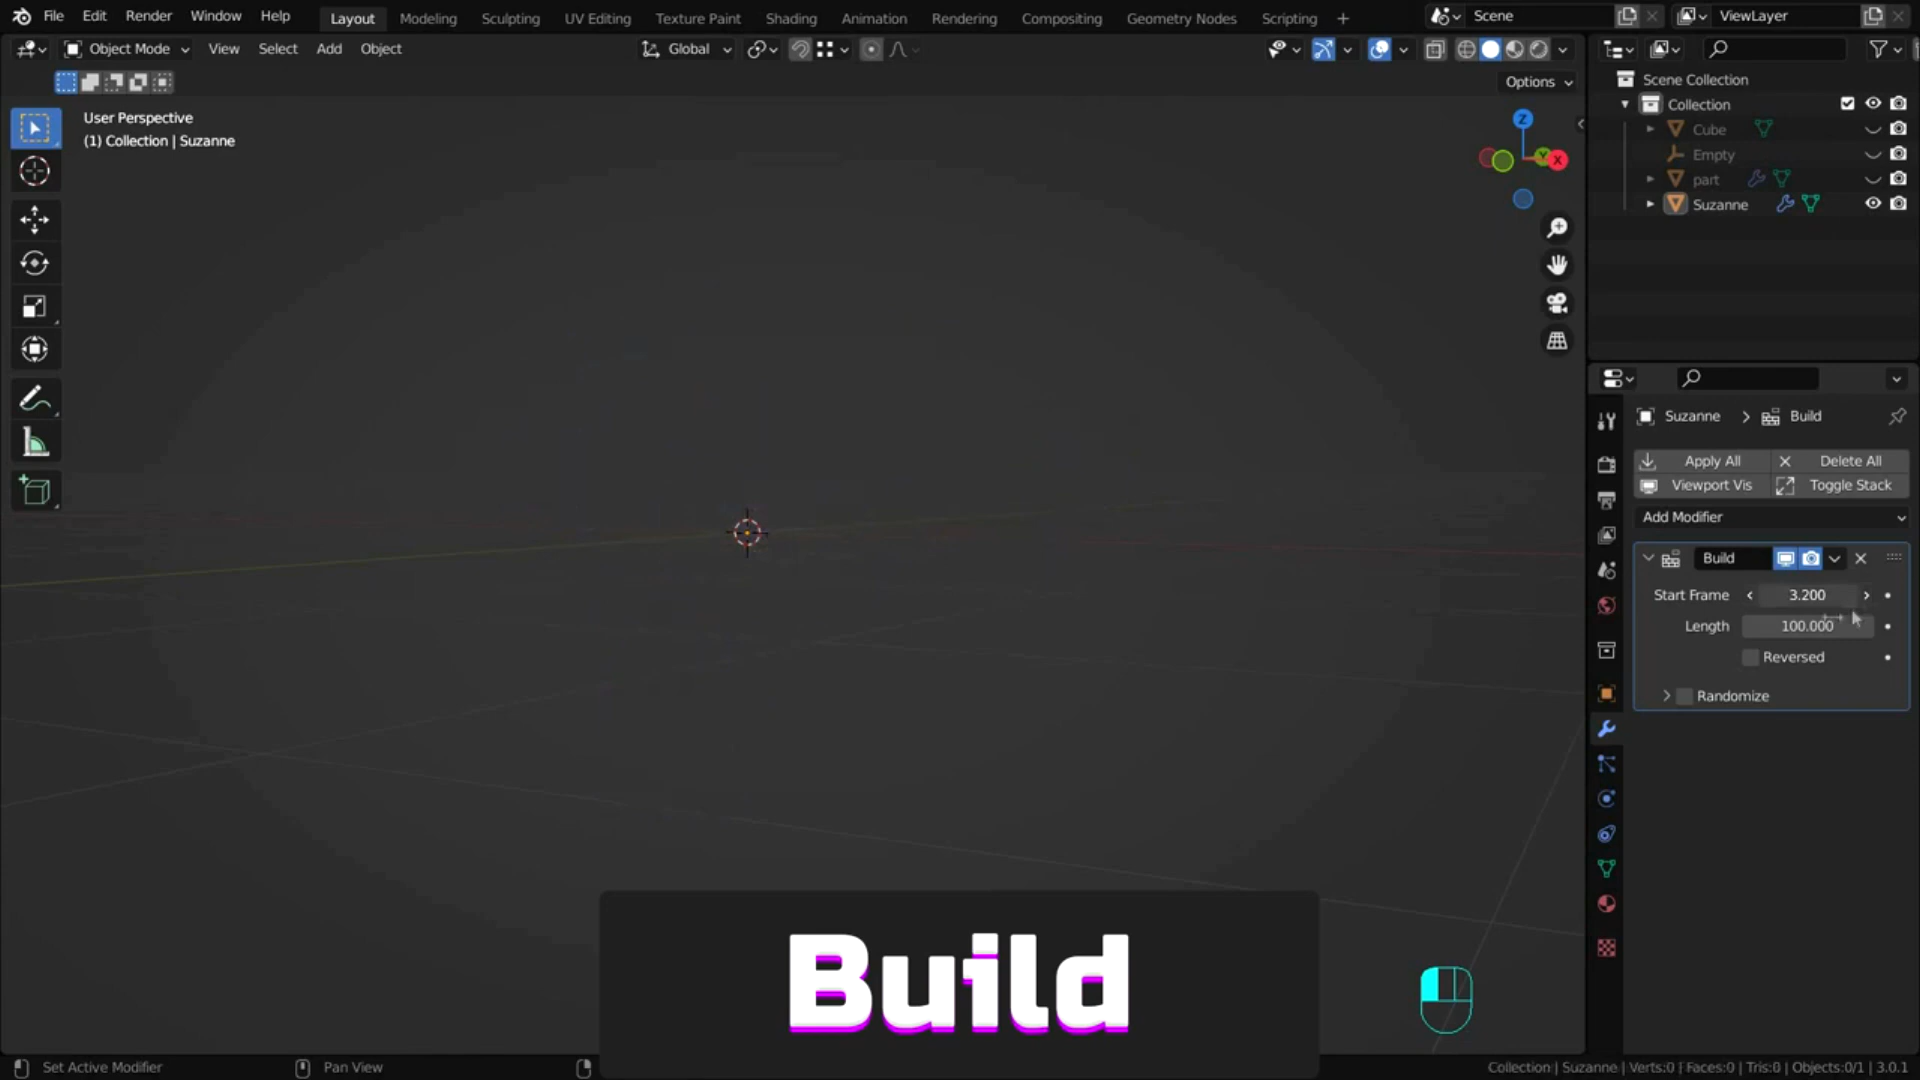 File Edit Render Window Help Layout Modeling Sculpting UV Editing Texture Paint Shading Animation Rendering Compositing Geometry Nodes Scripting + Scene ViewLayer
Object Mode View Select Add Object Global
Options
User Perspective
(1) Collection | Suzanne
Z
Y
X
Scene Collection
Collection
Cube
Empty
part
Suzanne
Suzanne > Build
Apply All Delete All
Viewport Vis Toggle Stack
Add Modifier
Build
Start Frame 3.200
Length 100.000
Reversed
Randomize
Build
Set Active Modifier Pan View Collection | Suzanne | Verts:0 | Faces:0 | Tris:0 | Objects:0/1 | 3.0.1